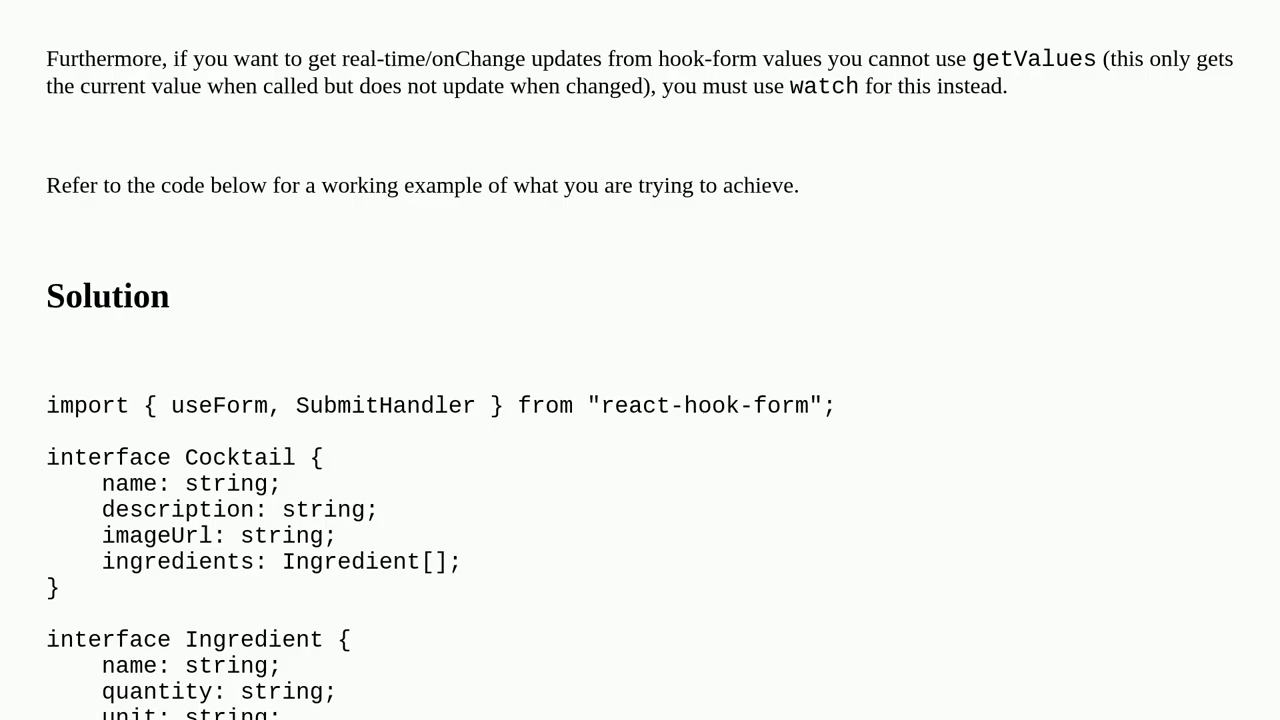 Furthermore, if you want to get real-time/onChange updates from hook-form values you cannot use getValues (this only gets
the current value when called but does not update when changed), you must use watch for this instead.
Refer to the code below for a working example of what you are trying to achieve.
Solution
import { useForm, SubmitHandler } from "react-hook-form";
interface Cocktail {
    name: string;
    description: string;
    imageUrl: string;
    ingredients: Ingredient[];
}
interface Ingredient {
    name: string;
    quantity: string;
    unit: string;